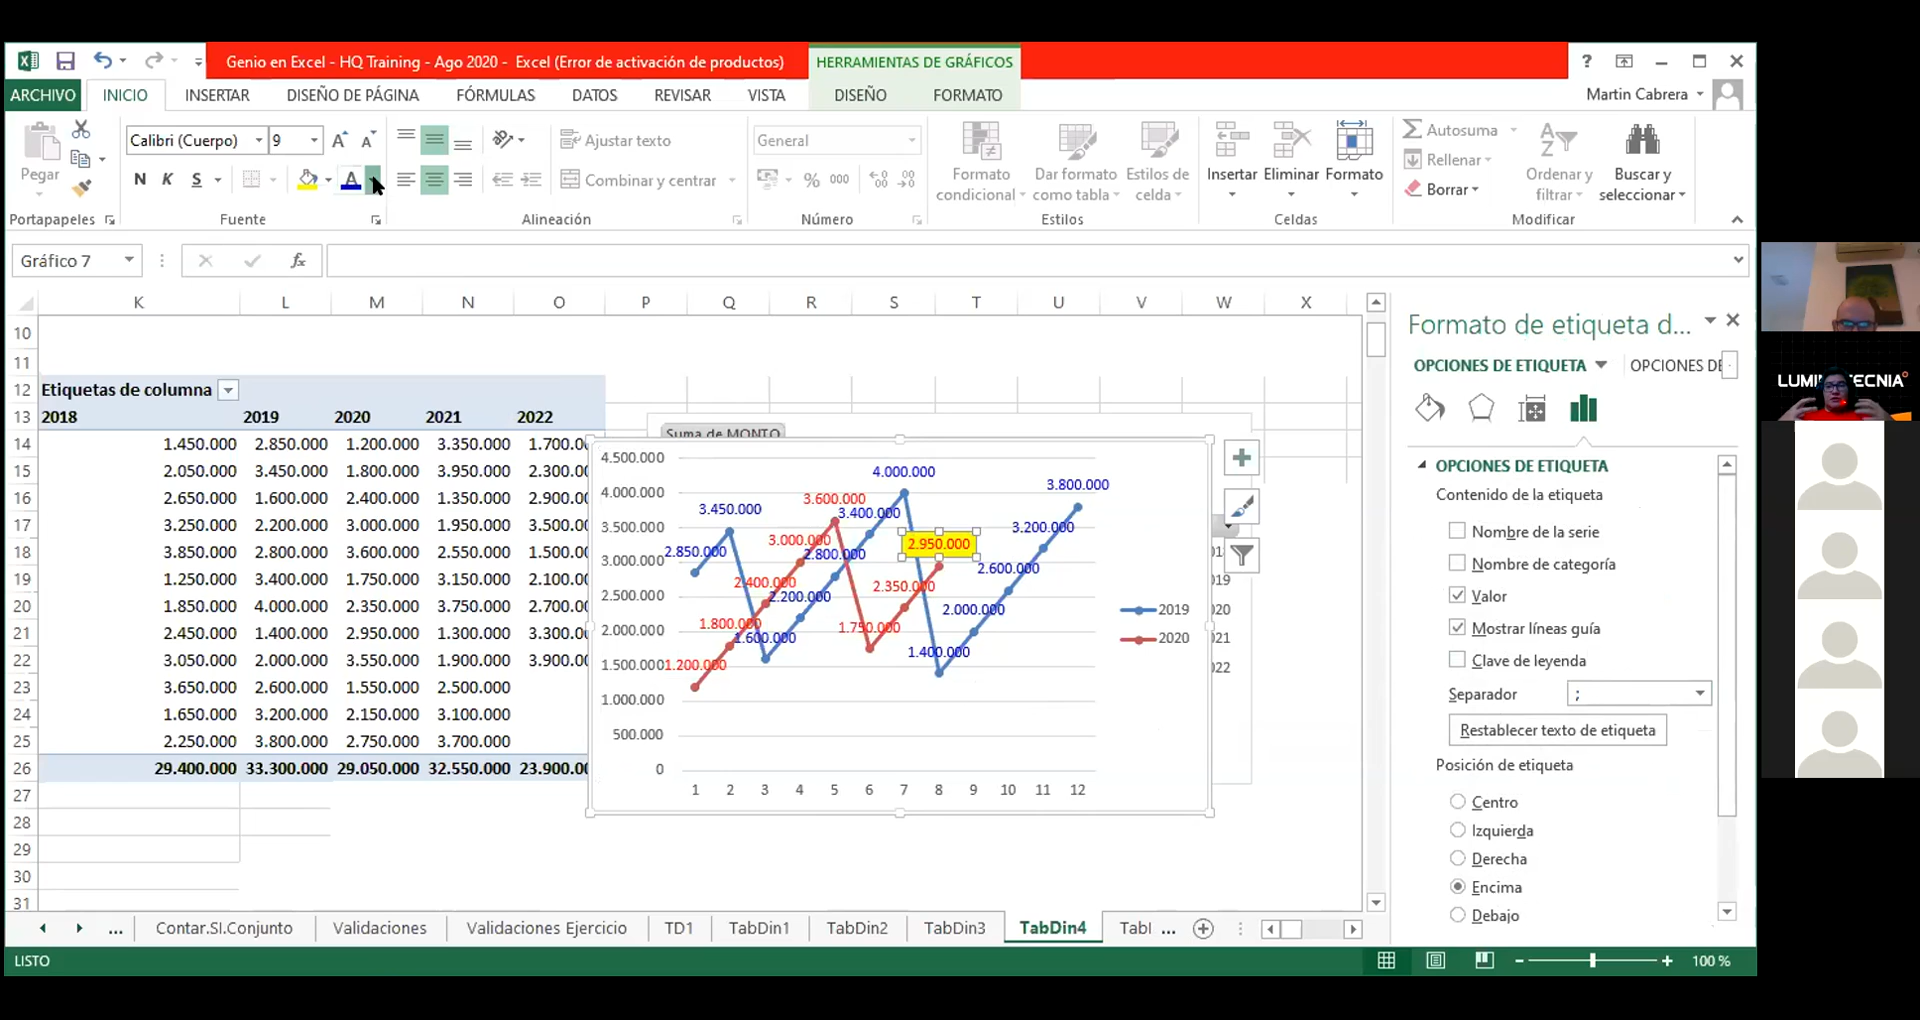 Genio en Excel - HQ Training - Ago 2020 - Excel (Error de activación de productos)
HERRAMIENTAS DE GRÁFICOS
?
ARCHIVO INICIO INSERTAR DISEÑO DE PÁGINA FÓRMULAS DATOS REVISAR VISTA DISEÑO FORMATO Martin Cabrera
Pegar
Calibri (Cuerpo) 9
N K S
Ajustar texto
Combinar y centrar
General
% 000
Formato condicional
Dar formato como tabla
Estilos de celda
Insertar Eliminar Formato
Autosuma
Rellenar
Borrar
Ordenar y filtrar
Buscar y seleccionar
Portapapeles Fuente Alineación Número Estilos Celdas Modificar
Gráfico 7 fx
K L M N O P Q R S T U V W X
10
11
12 Etiquetas de columna
13 2018 2019 2020 2021 2022
14 1.450.000 2.850.000 1.200.000 3.350.000 1.700.00
15 2.050.000 3.450.000 1.800.000 3.950.000 2.300.00
16 2.650.000 1.600.000 2.400.000 1.350.000 2.900.00
17 3.250.000 2.200.000 3.000.000 1.950.000 3.500.00
18 3.850.000 2.800.000 3.600.000 2.550.000 1.500.00
19 1.250.000 3.400.000 1.750.000 3.150.000 2.100.00
20 1.850.000 4.000.000 2.350.000 3.750.000 2.700.00
21 2.450.000 1.400.000 2.950.000 1.300.000 3.300.00
22 3.050.000 2.000.000 3.550.000 1.900.000 3.900.00
23 3.650.000 2.600.000 1.550.000 2.500.000
24 1.650.000 3.200.000 2.150.000 3.100.000
25 2.250.000 3.800.000 2.750.000 3.700.000
26 29.400.000 33.300.000 29.050.000 32.550.000 23.900.00
27
28
29
30
31
Suma de MONTO
4.500.000
4.000.000
3.500.000
3.000.000
2.500.000
2.000.000
1.500.000
1.000.000
500.000
0
4.000.000
3.800.000
3.600.000
3.450.000
3.400.000
3.200.000
3.000.000
2.950.000
2.850.000
2.800.000
2.600.000
2.400.000
2.350.000
2.200.000
2.000.000
1.800.000
1.750.000
1.600.000
1.400.000
1.200.000
1 2 3 4 5 6 7 8 9 10 11 12
2019
2020
019
020
021
022
Formato de etiqueta d...
OPCIONES DE ETIQUETA OPCIONES DE
OPCIONES DE ETIQUETA
Contenido de la etiqueta
Nombre de la serie
Nombre de categoría
Valor
Mostrar líneas guía
Clave de leyenda
Separador ;
Restablecer texto de etiqueta
Posición de etiqueta
Centro
Izquierda
Derecha
Encima
Debajo
... Contar.SI.Conjunto Validaciones Validaciones Ejercicio TD1 TabDin1 TabDin2 TabDin3 TabDin4 Tabl ...
LISTO 100 %